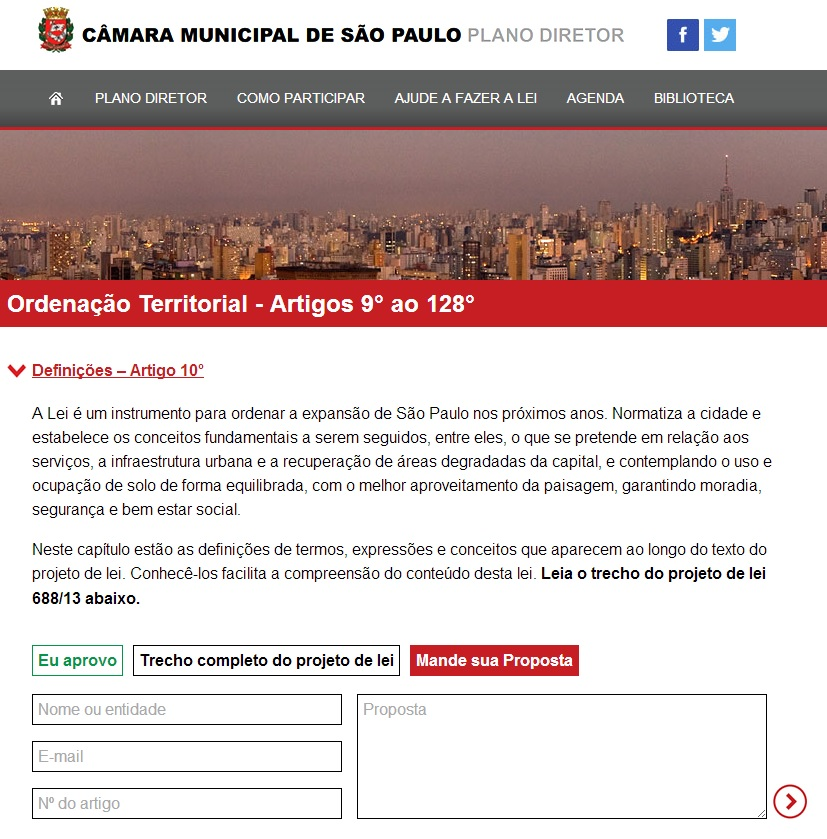 CÂMARA MUNICIPAL DE SÃO PAULO PLANO DIRETOR
PLANO DIRETOR COMO PARTICIPAR AJUDE A FAZER A LEI AGENDA BIBLIOTECA
Ordenação Territorial - Artigos 9° ao 128°
Definições – Artigo 10°
A Lei é um instrumento para ordenar a expansão de São Paulo nos próximos anos. Normatiza a cidade e
estabelece os conceitos fundamentais a serem seguidos, entre eles, o que se pretende em relação aos
serviços, a infraestrutura urbana e a recuperação de áreas degradadas da capital, e contemplando o uso e
ocupação de solo de forma equilibrada, com o melhor aproveitamento da paisagem, garantindo moradia,
segurança e bem estar social.
Neste capítulo estão as definições de termos, expressões e conceitos que aparecem ao longo do texto do
projeto de lei. Conhecê-los facilita a compreensão do conteúdo desta lei. Leia o trecho do projeto de lei
688/13 abaixo.
Eu aprovo Trecho completo do projeto de lei Mande sua Proposta
Nome ou entidade
Proposta
E-mail
Nº do artigo